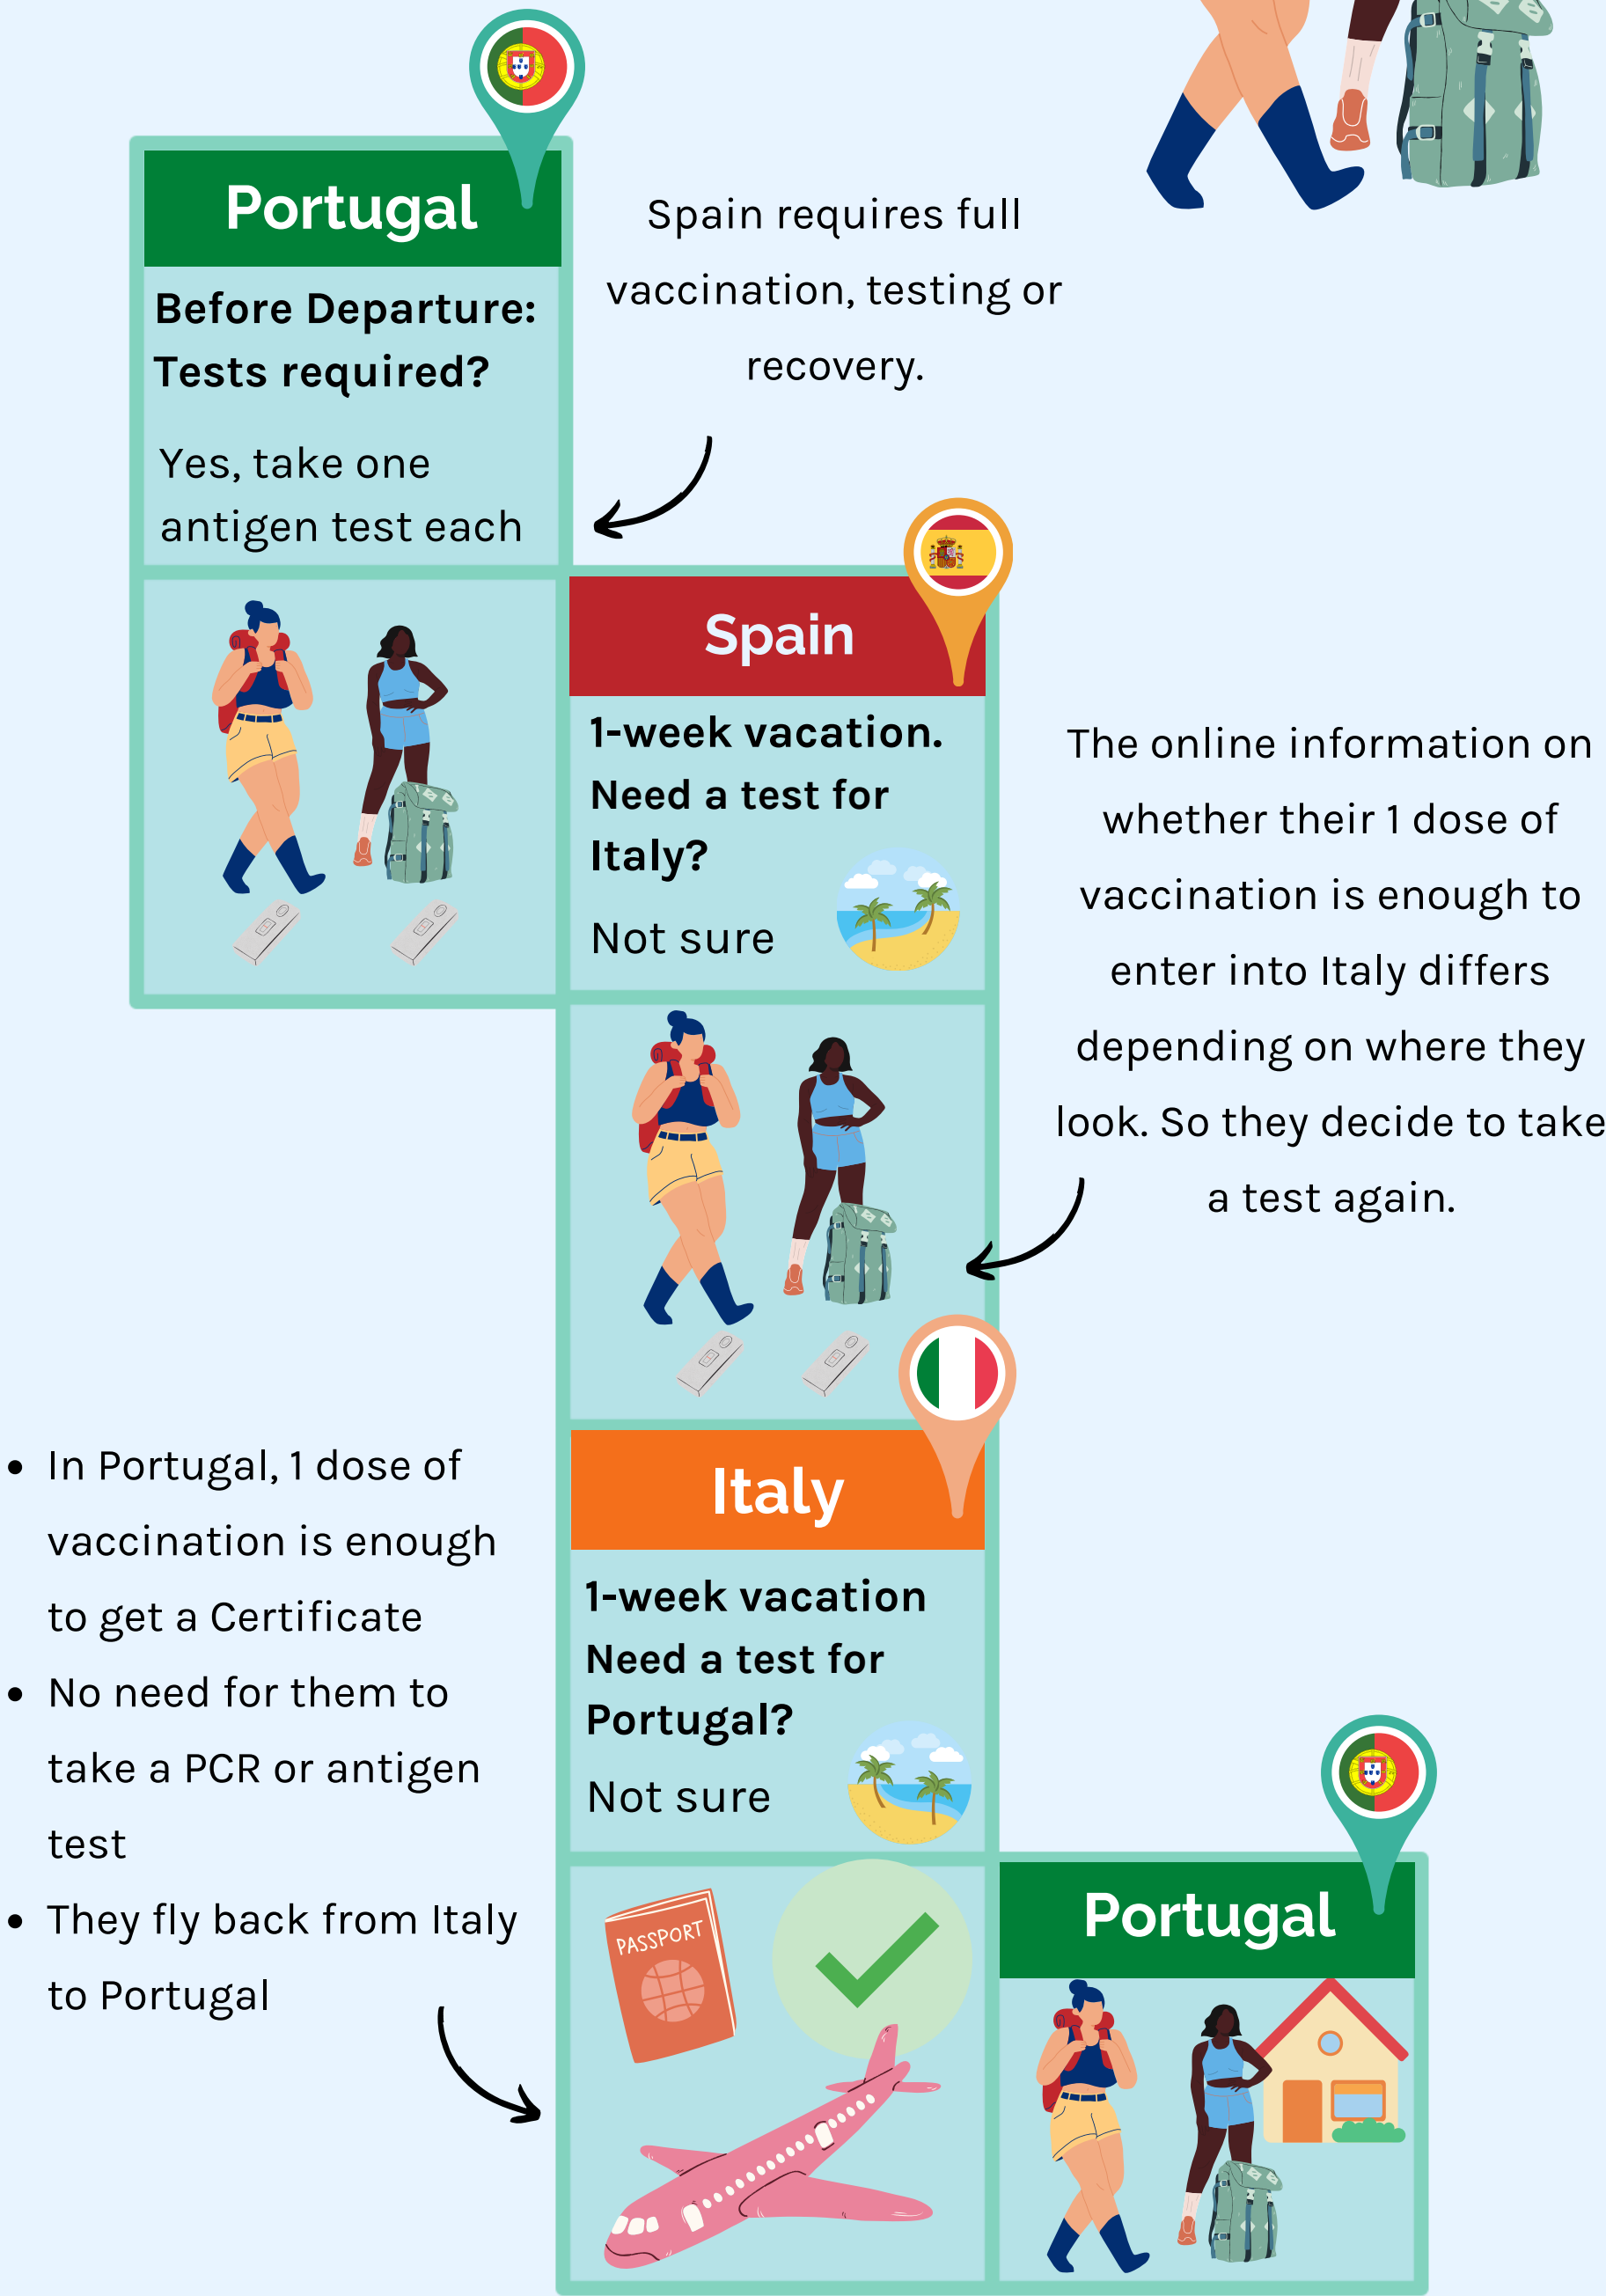 Portugal
Before Departure:
Tests required?
Yes, take one
antigen test each
Spain requires full
vaccination, testing or
recovery.
Spain
1-week vacation.
Need a test for
Italy?
Not sure
The online information on
whether their 1 dose of
vaccination is enough to
enter into Italy differs
depending on where they
look. So they decide to take
a test again.
Italy
1-week vacation
Need a test for
Portugal?
Not sure
• In Portugal, 1 dose of
vaccination is enough
to get a Certificate
• No need for them to
take a PCR or antigen
test
• They fly back from Italy
to Portugal
PASSPORT
Portugal